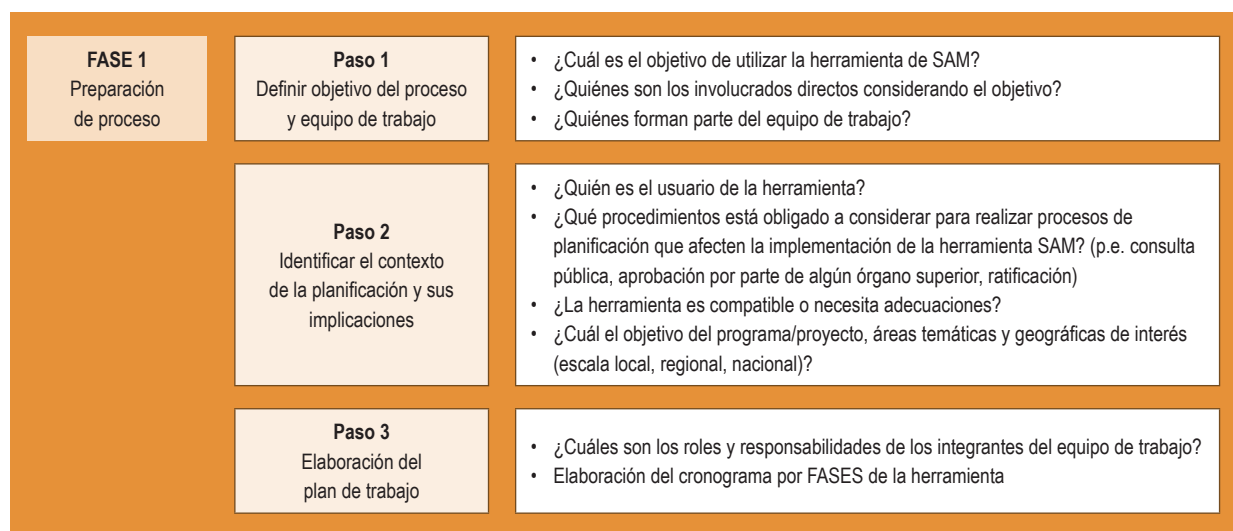 FASE 1
Preparación
de proceso
Paso 1
Definir objetivo del proceso
y equipo de trabajo
• ¿Cuál es el objetivo de utilizar la herramienta de SAM?
• ¿Quiénes son los involucrados directos considerando el objetivo?
• ¿Quiénes forman parte del equipo de trabajo?
Paso 2
Identificar el contexto
de la planificación y sus
implicaciones
• ¿Quién es el usuario de la herramienta?
• ¿Qué procedimientos está obligado a considerar para realizar procesos de
planificación que afecten la implementación de la herramienta SAM? (p.e. consulta
pública, aprobación por parte de algún órgano superior, ratificación)
• ¿La herramienta es compatible o necesita adecuaciones?
• ¿Cuál el objetivo del programa/proyecto, áreas temáticas y geográficas de interés
(escala local, regional, nacional)?
Paso 3
Elaboración del
plan de trabajo
• ¿Cuáles son los roles y responsabilidades de los integrantes del equipo de trabajo?
• Elaboración del cronograma por FASES de la herramienta